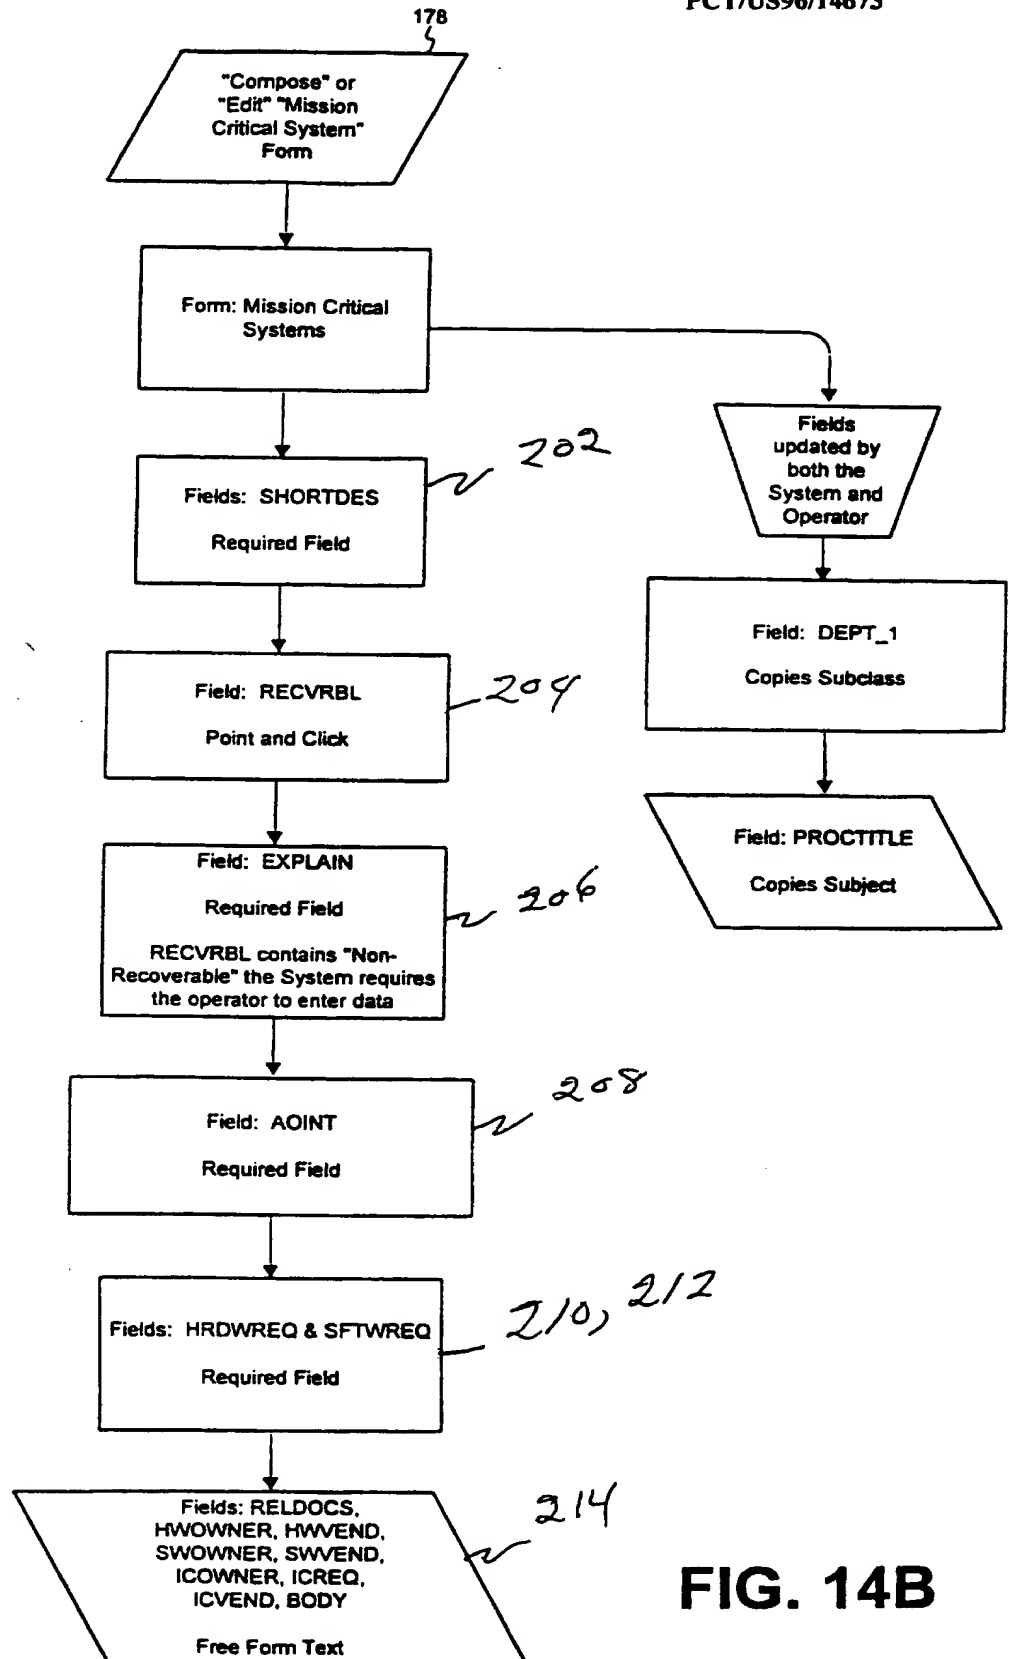 PCT/US96/14673
178
"Compose" or
"Edit" "Mission
Critical System"
Form
Form: Mission Critical
Systems
202
Fields: SHORTDES
Required Field
Fields
updated by
both the
System and
Operator
Field: DEPT_1
Copies Subclass
204
Field: RECVRBL
Point and Click
Field: PROCTITLE
Copies Subject
206
Field: EXPLAIN
Required Field
RECVRBL contains "Non-
Recoverable" the System requires
the operator to enter data
208
Field: AOINT
Required Field
210, 212
Fields: HRDWREQ & SFTWREQ
Required Field
214
Fields: RELDOCS,
HWOWNER, HWVEND,
SWOWNER, SWVEND,
ICOWNER, ICREQ,
ICVEND, BODY
Free Form Text
FIG. 14B